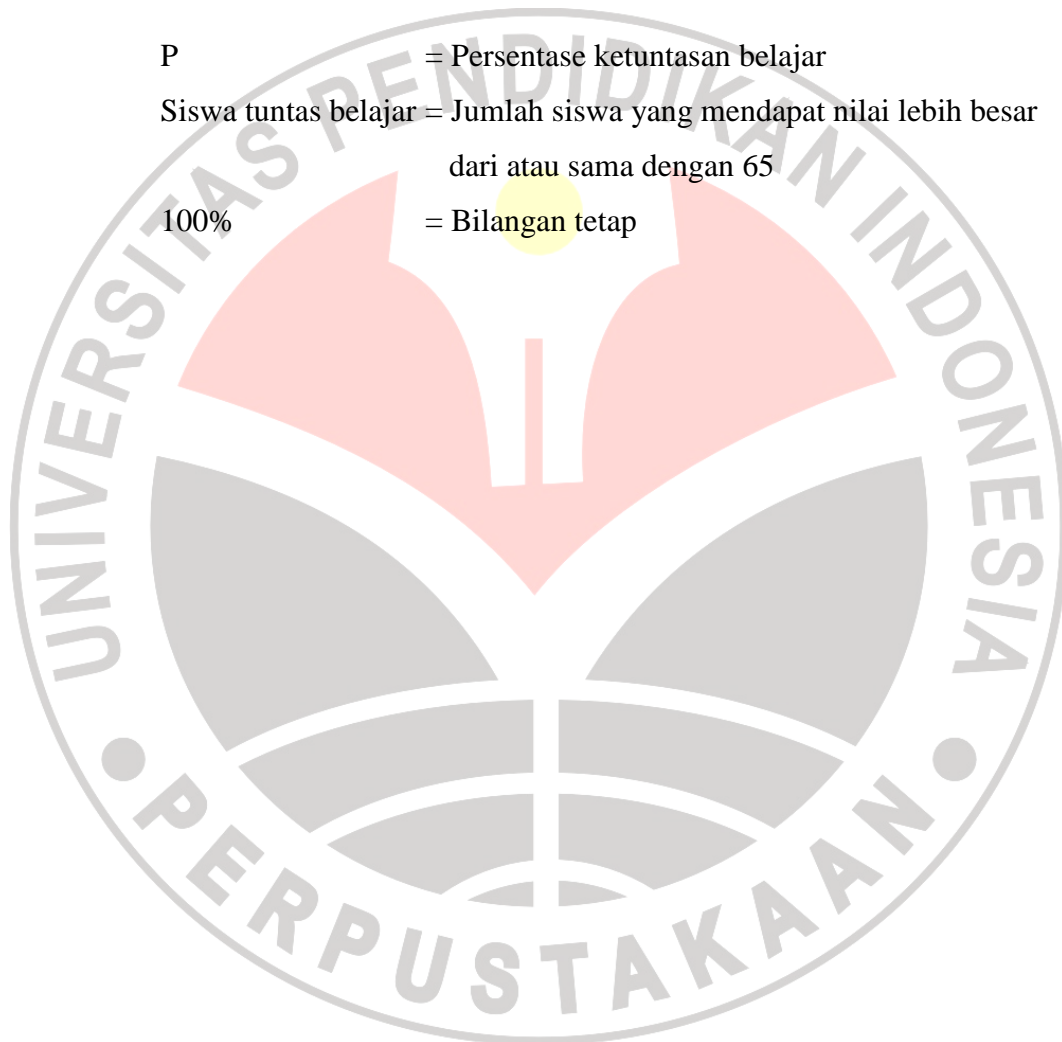 P = Persentase ketuntasan belajar
Siswa tuntas belajar = Jumlah siswa yang mendapat nilai lebih besar
dari atau sama dengan 65
100% = Bilangan tetap
UNIVERSITAS PENDIDIKAN INDONESIA
PERPUSTAKAAN